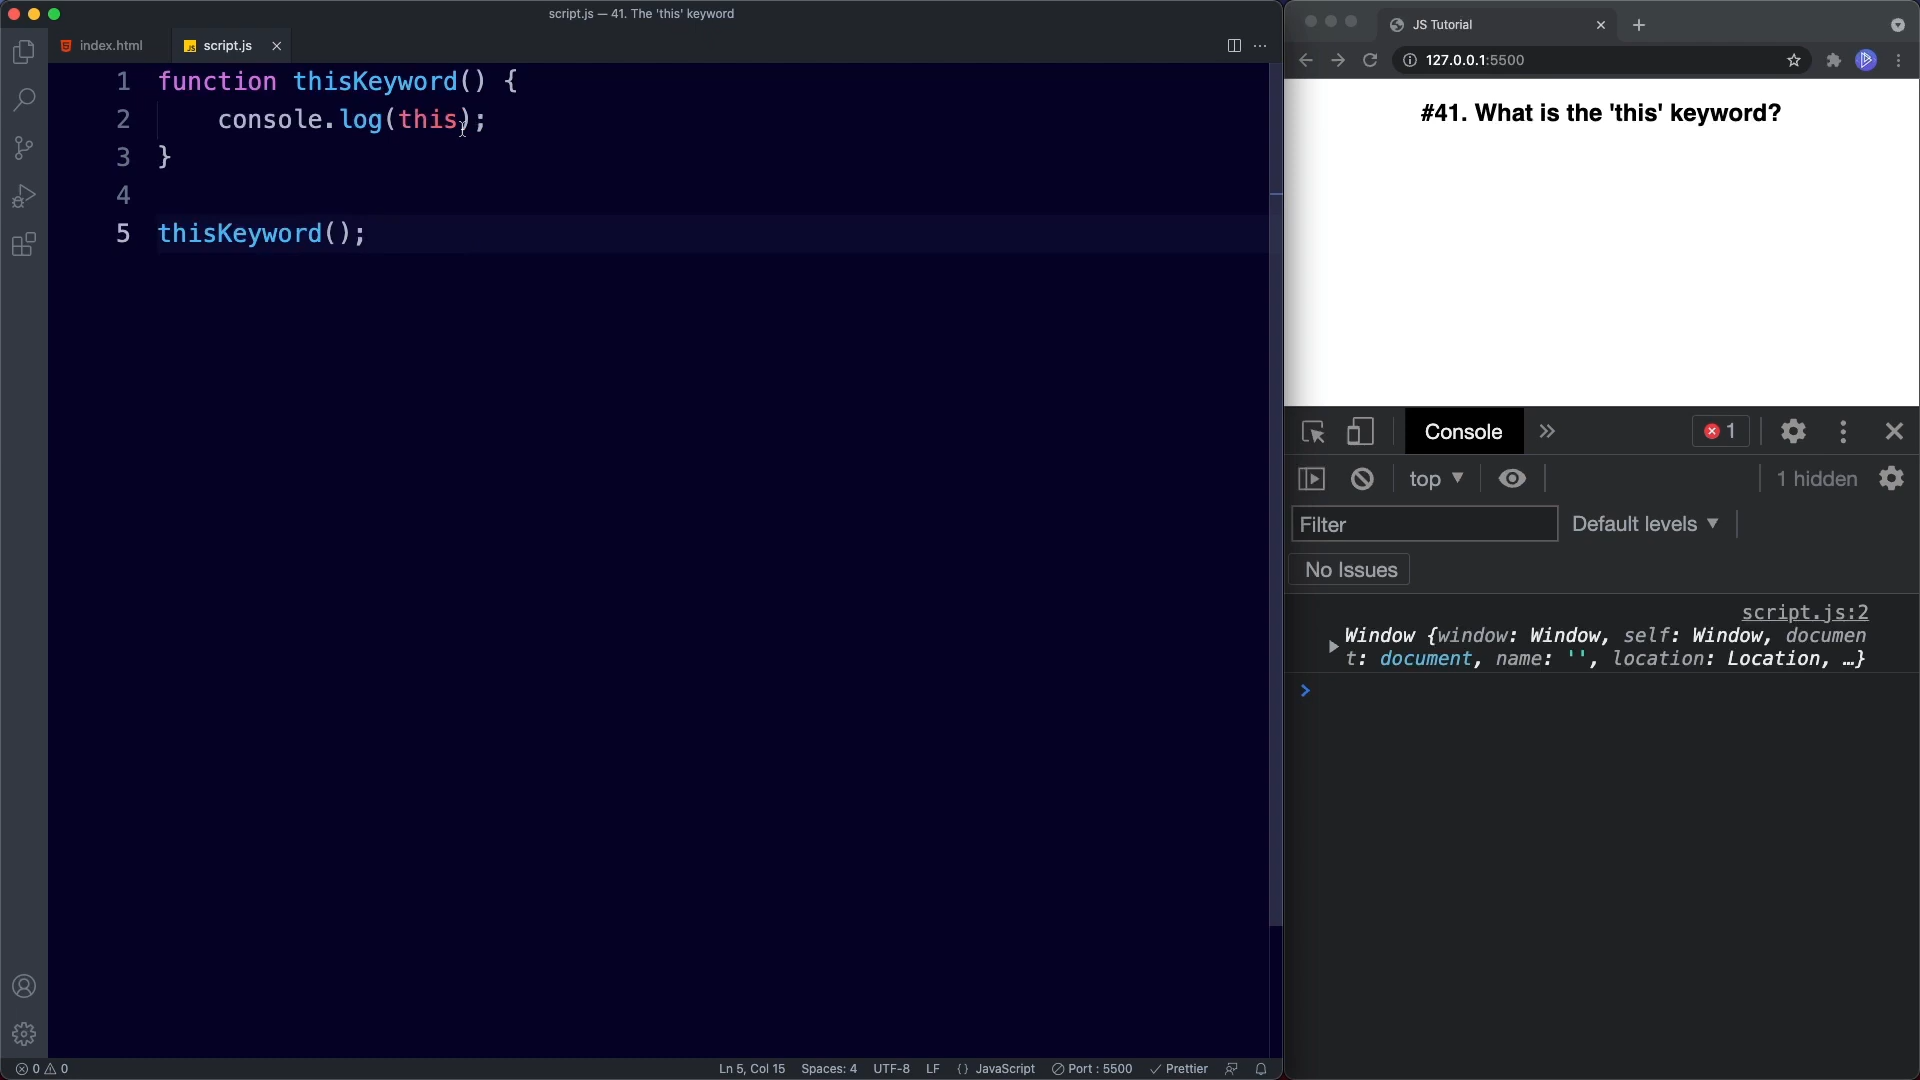 script.js — 41. The 'this' keyword
index.html
script.js
1 function thisKeyword() {
2 console.log(this);
3 }
4
5 thisKeyword();
0 0
Ln 5, Col 15 Spaces: 4 UTF-8 LF {} JavaScript Port : 5500 Prettier
JS Tutorial
127.0.0.1:5500
#41. What is the 'this' keyword?
Console
1
top
1 hidden
Filter
Default levels
No Issues
script.js:2
Window {window: Window, self: Window, documen
t: document, name: '', location: Location, …}